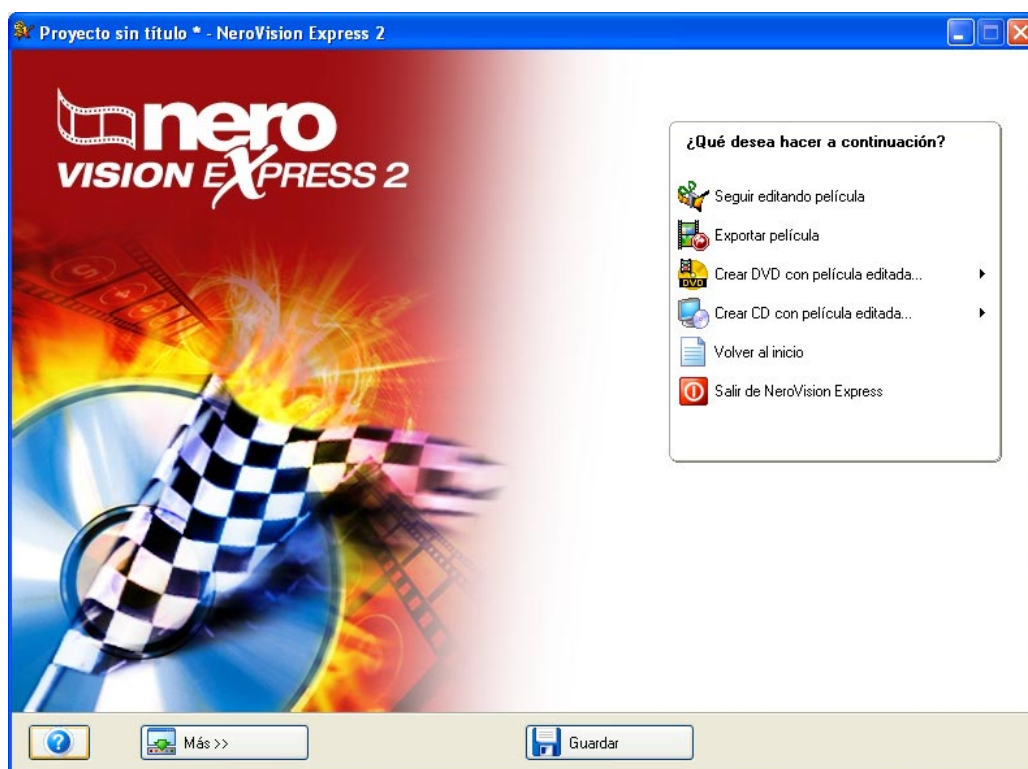 Proyecto sin título * - NeroVision Express 2
nero
VISION EXPRESS 2
¿Qué desea hacer a continuación?
Seguir editando película
Exportar película
DVD
Crear DVD con película editada...
Crear CD con película editada...
Volver al inicio
Salir de NeroVision Express
5
?
Más >>
Guardar